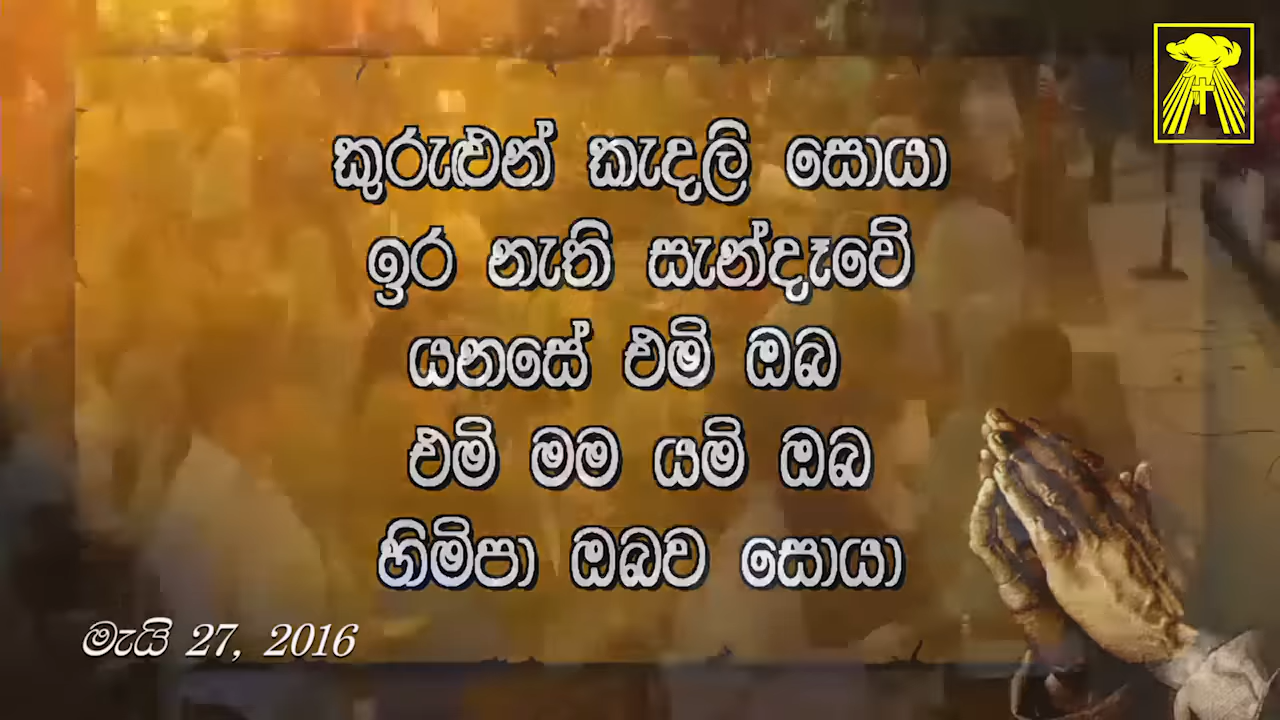 කුරුළුන් කැදලි සොයා
ඉර නැති සැන්දෑවේ
යනසේ එමි ඔබ
එමි මම යමි ඔබ
හිමිපා ඔබව සොයා
මැයි 27, 2016